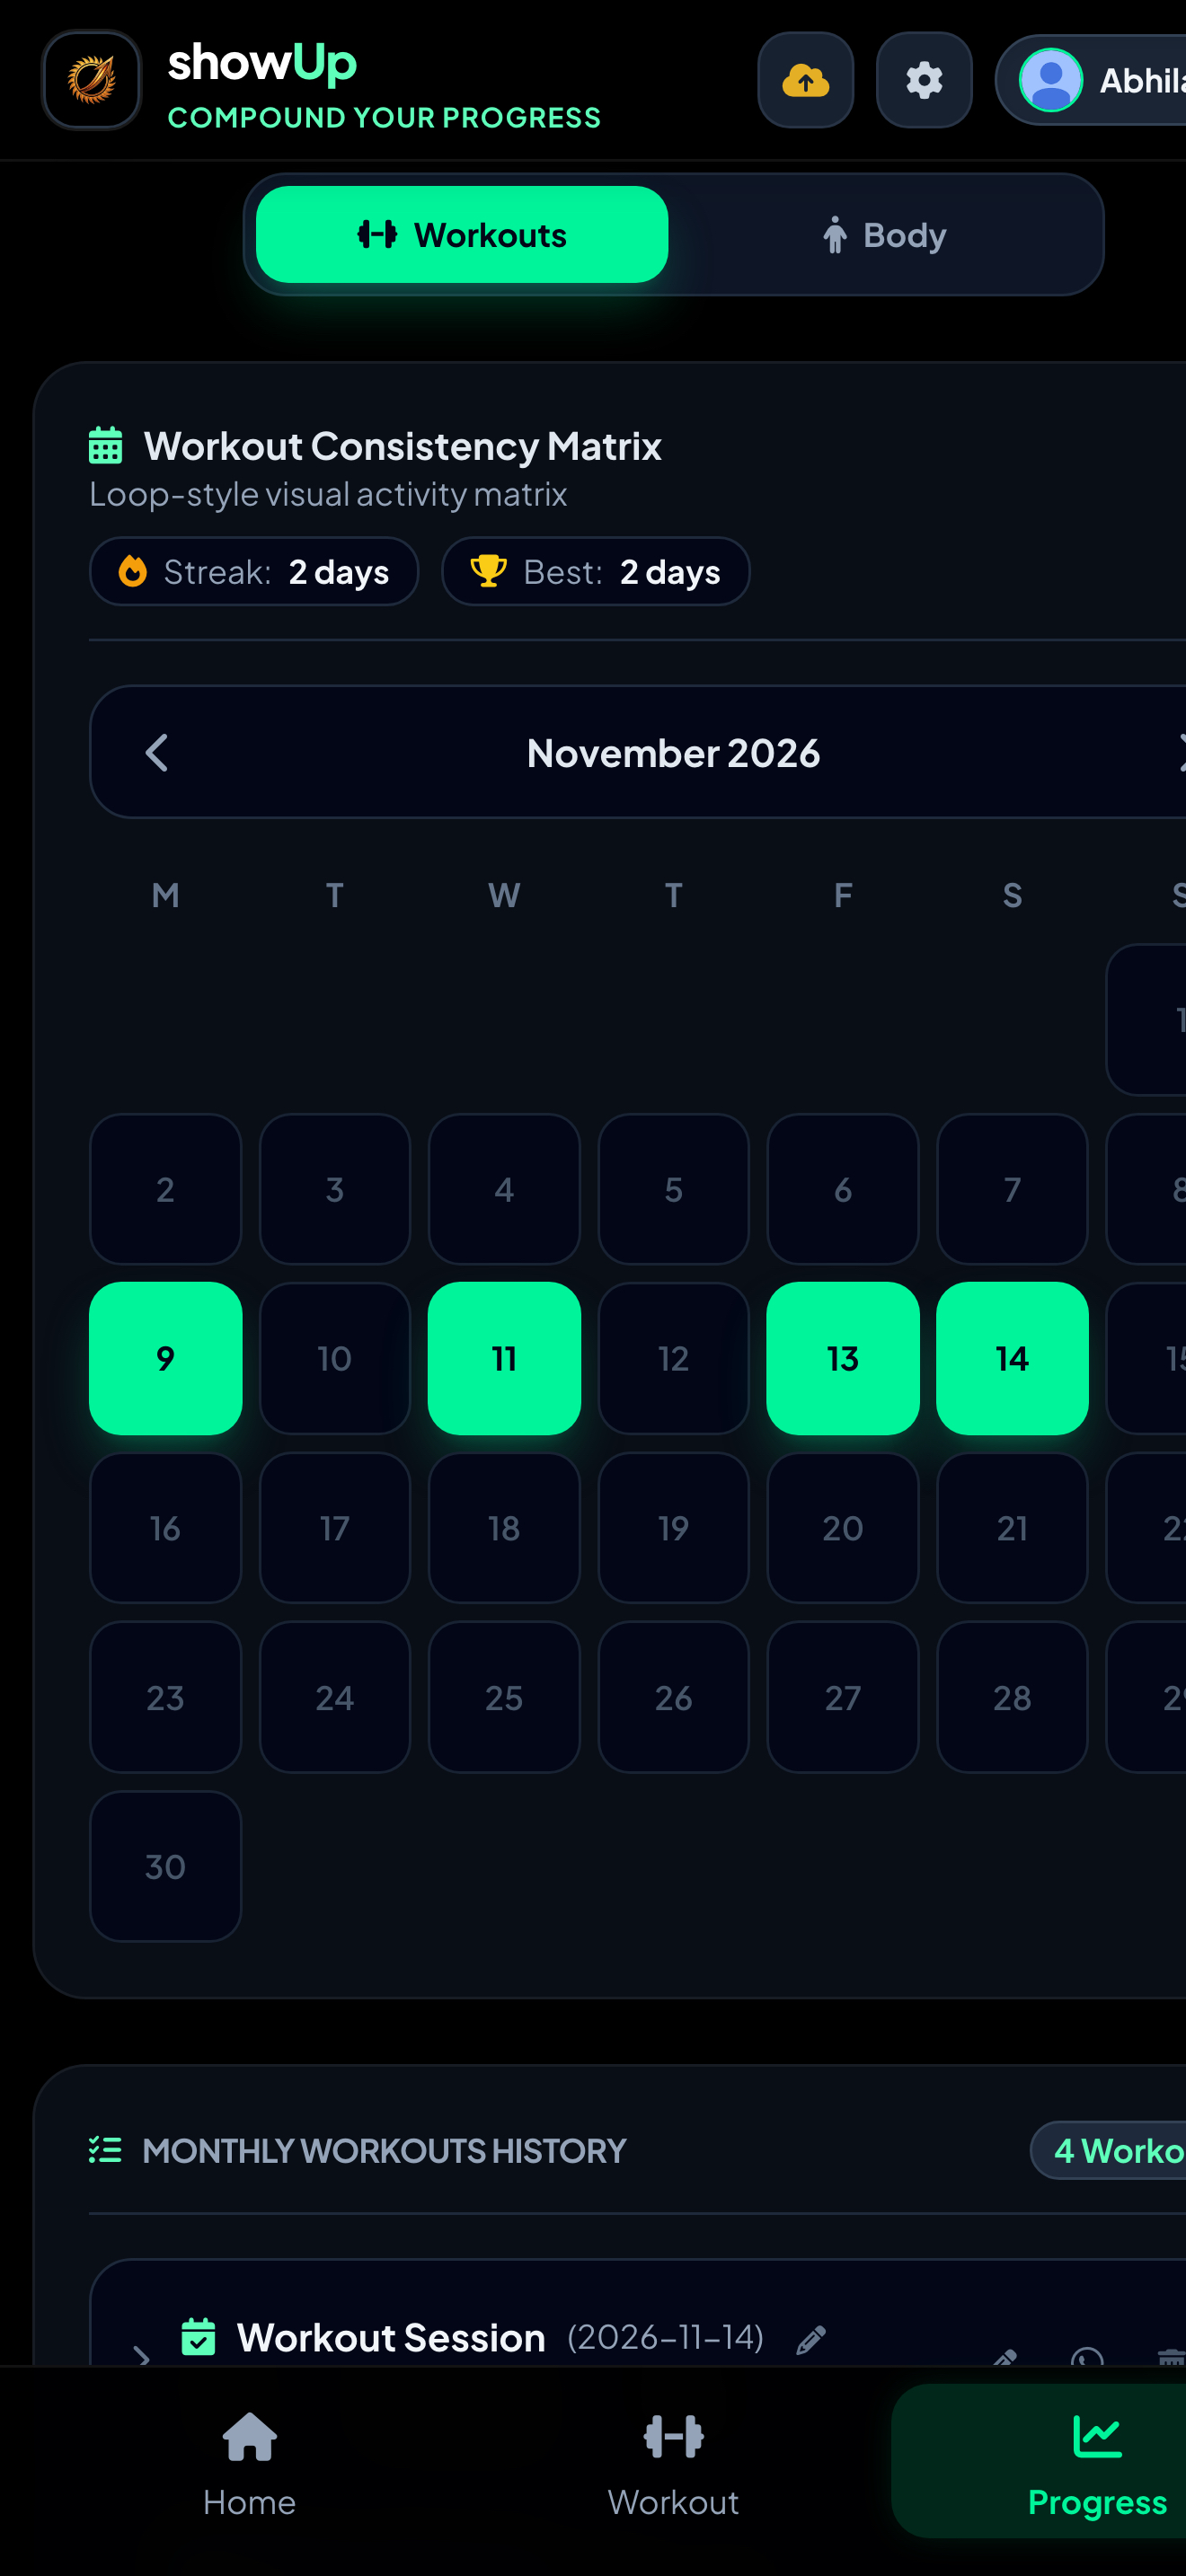 showUp
COMPOUND YOUR PROGRESS
Workouts
Body
Workout Consistency Matrix
Loop-style visual activity matrix
Streak: 2 days
Best: 2 days
November 2026
M T W T F S
2 3 4 5 6 7
9 10 11 12 13 14
16 17 18 19 20 21
23 24 25 26 27 28
30
MONTHLY WORKOUTS HISTORY
4
Workout Session (2026-11-14)
Home
Workout
Progress